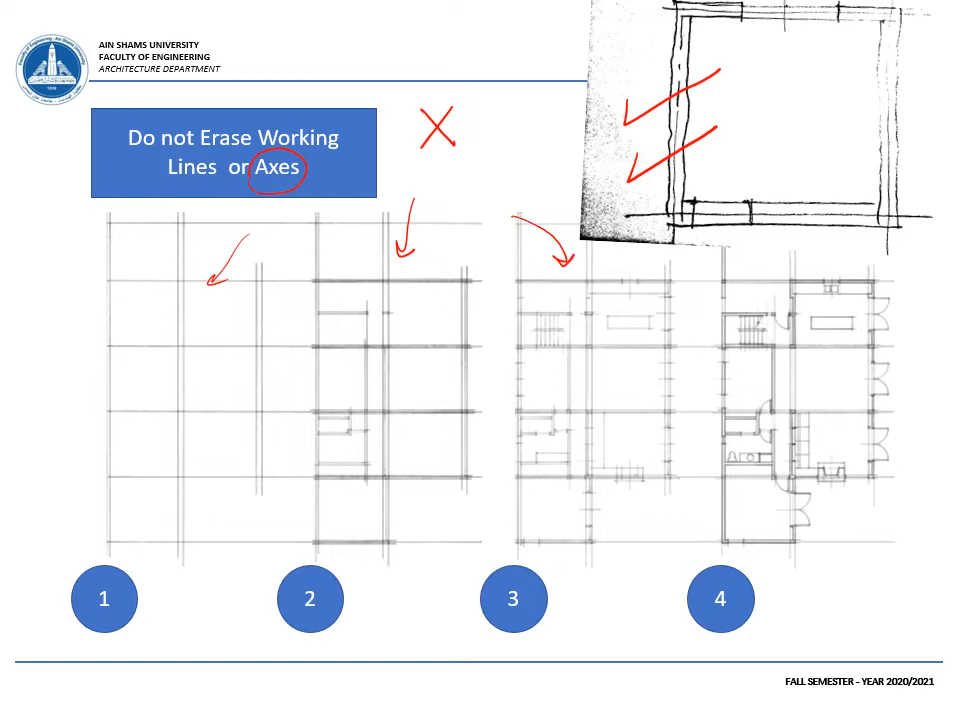 AIN SHAMS UNIVERSITY
FACULTY OF ENGINEERING
ARCHITECTURE DEPARTMENT
Do not Erase Working
Lines or Axes
1
2
3
4
FALL SEMESTER - YEAR 2020/2021